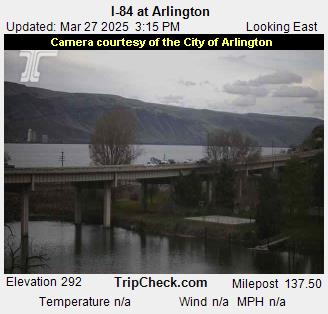 I-84 at Arlington
Updated: Mar 27 2025 3:15 PM Looking East
Camera courtesy of the City of Arlington
Elevation 292 TripCheck.com Milepost 137.50
Temperature n/a Wind n/a MPH n/a